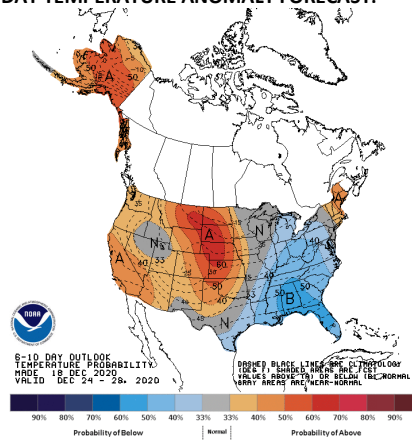 DAY TEMPERATURE ANOMALY FORECAST:
A
50
50
35
A
N
A
N
A
40
33
60
50
40
40
40
50
B
50
N
NOAA
6-10 DAY OUTLOOK
TEMPERATURE PROBABILITY
MADE 18 DEC 2020
VALID DEC 24 - 28, 2020
DASHED BLACK LINES ARE CLIMATOLOGY
(DEG F) SHADED AREAS ARE FCST
VALUES ABOVE (A) OR BELOW (B) NORMAL
GRAY AREAS ARE NEAR-NORMAL
90% 80% 70% 60% 50% 40% 33% 33% 40% 50% 60% 70% 80% 90%
Probability of Below Normal Probability of Above